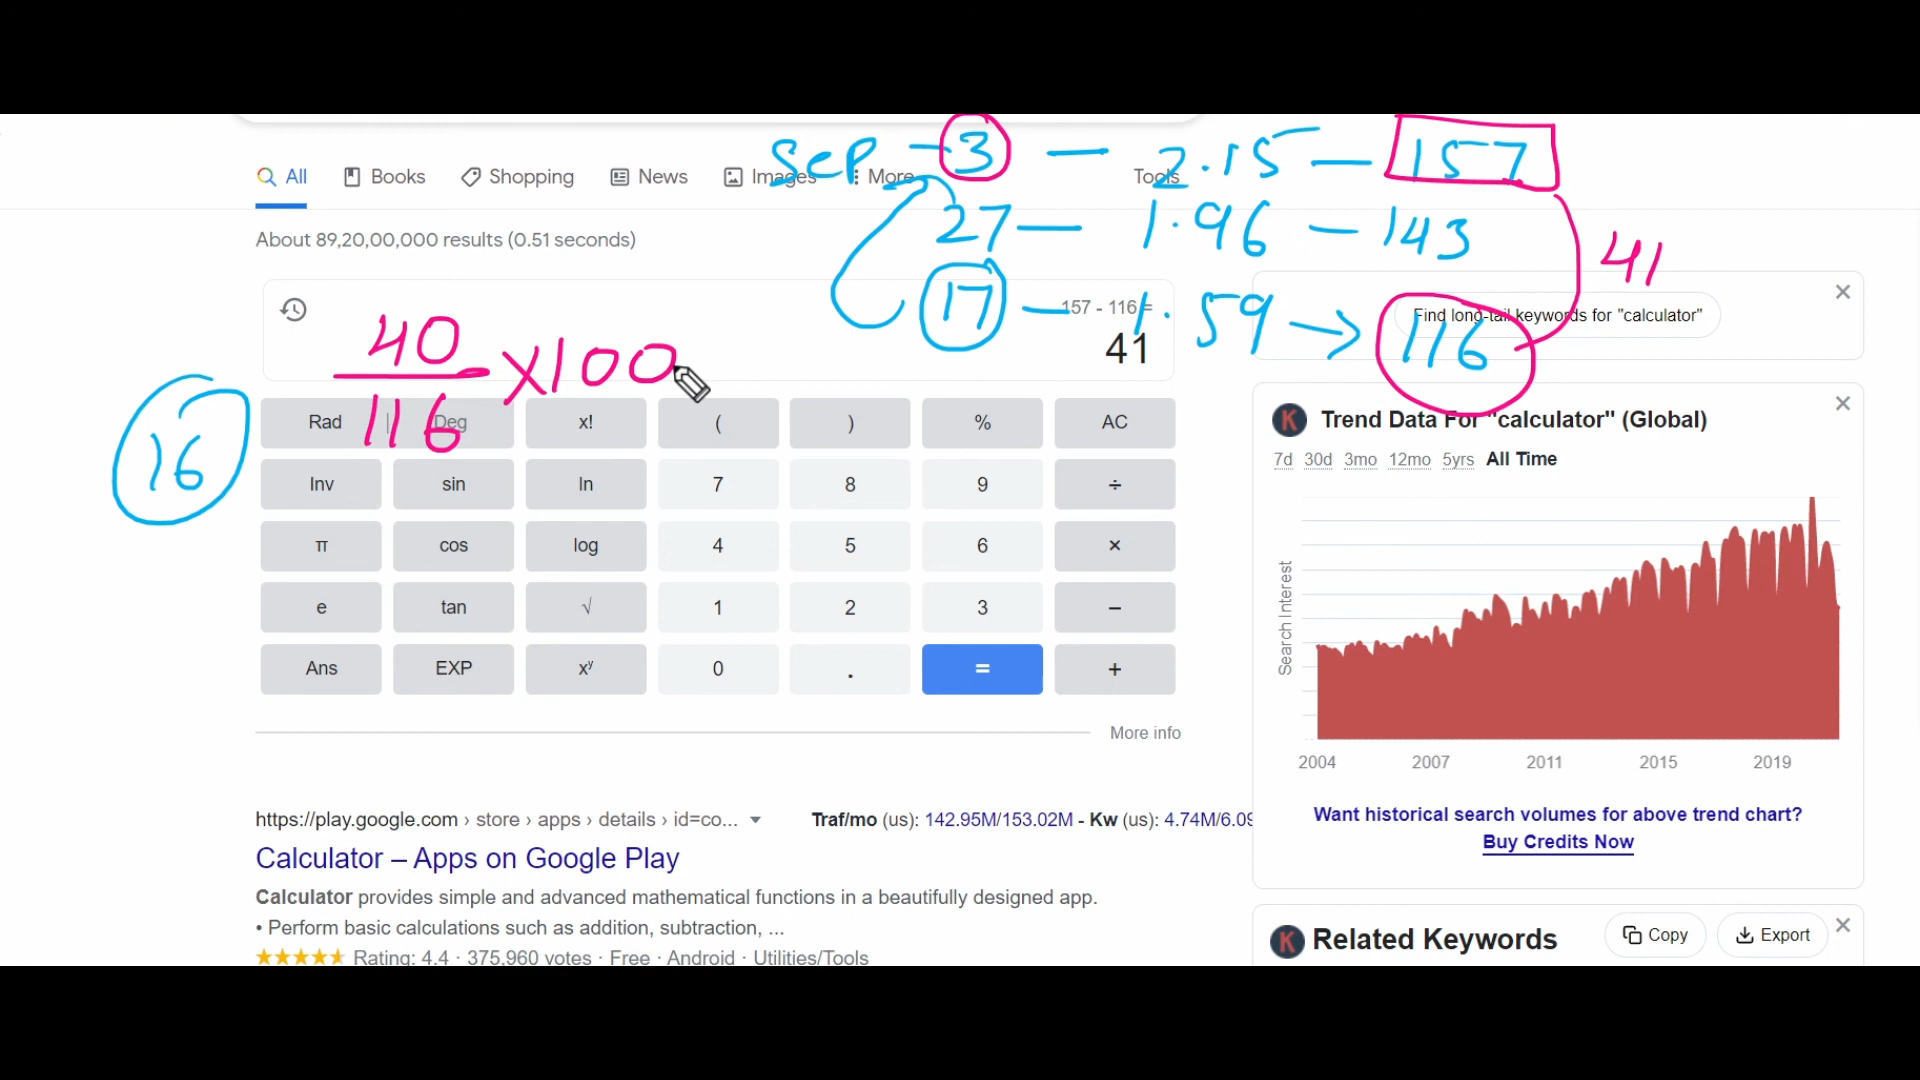 Sep - 3 - 2.15 - 157
27 - 1.96 - 143
17 - 1.59 → 116
41
All Books Shopping News Images More Tools
About 89,20,00,000 results (0.51 seconds)
157 - 116 =
41
40
116
×100
16
Rad | Deg x! ( ) % AC
Inv sin ln 7 8 9 ÷
π cos log 4 5 6 ×
e tan √ 1 2 3 −
Ans EXP xʸ 0 . = +
More info
https://play.google.com › store › apps › details › id=co...
Traf/mo (us): 142.95M/153.02M - Kw (us): 4.74M/6.09
Calculator – Apps on Google Play
Calculator provides simple and advanced mathematical functions in a beautifully designed app.
• Perform basic calculations such as addition, subtraction, ...
Rating: 4.4 · 375,960 votes · Free · Android · Utilities/Tools
Find long-tail keywords for "calculator"
K Trend Data For "calculator" (Global)
7d 30d 3mo 12mo 5yrs All Time
Search Interest
2004 2007 2011 2015 2019
Want historical search volumes for above trend chart?
Buy Credits Now
K Related Keywords Copy Export